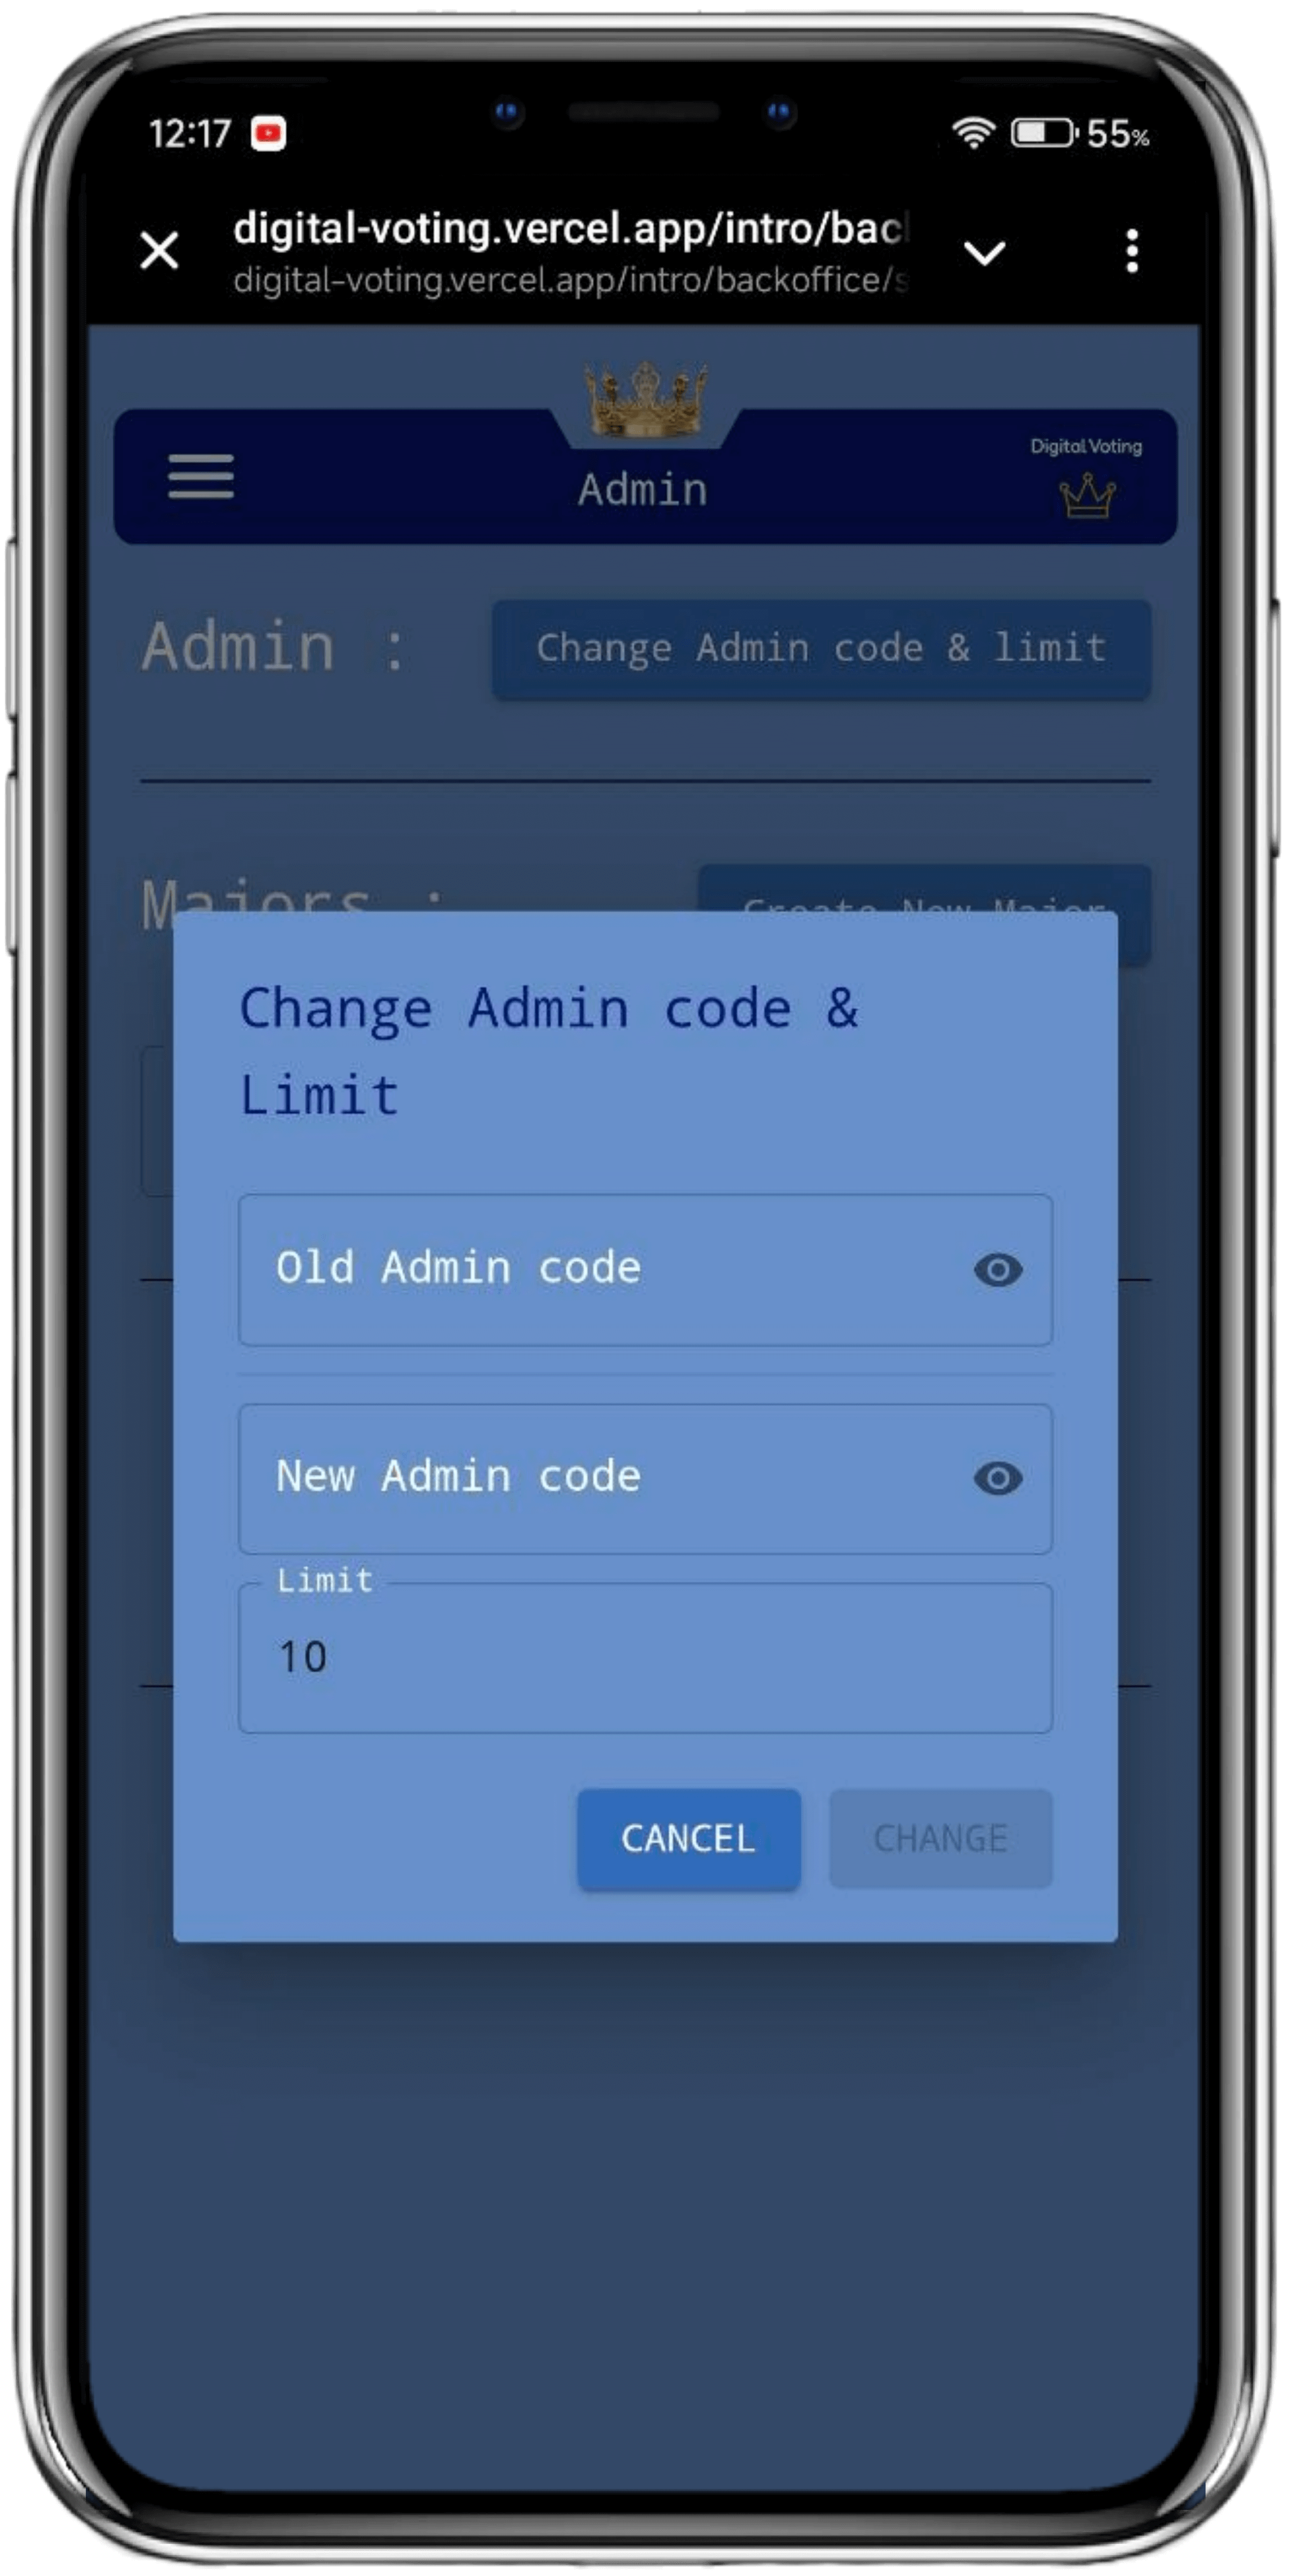 12:17
55%
digital-voting.vercel.app/intro/bac
digital-voting.vercel.app/intro/backoffice/s
Digital Voting
Admin
Admin :
Change Admin code & limit
Majors :
Create New Major
Change Admin code &
Limit
Old Admin code
New Admin code
Limit
10
CANCEL
CHANGE